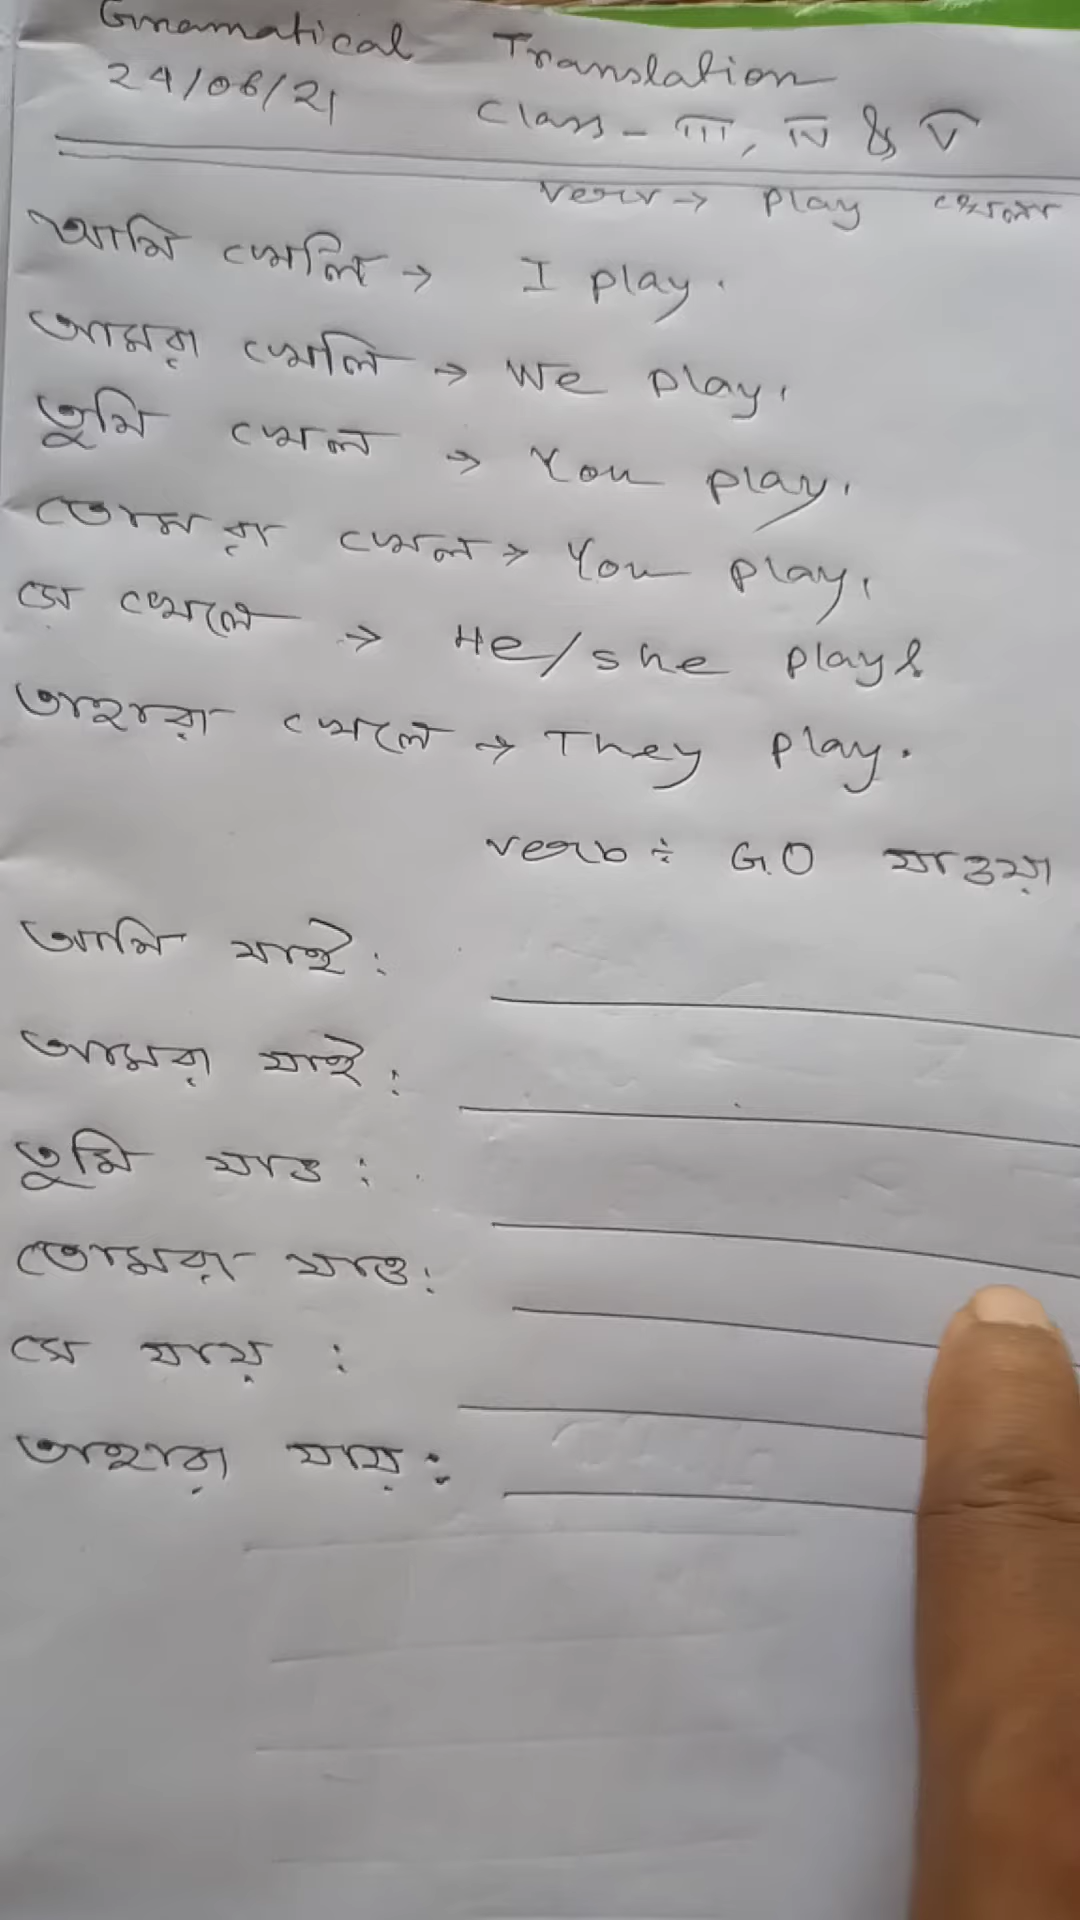 Gramatical Translation
24/06/21 Class - III, IV & V
verb → play খেলা
আমি খেলি → I play.
আমরা খেলি → We play.
তুমি খেল → You play.
তোমরা খেল → You play.
সে খেলে → He/she plays
তাহারা খেলে → They play.
verb ÷ GO যাওয়া
আমি যাই :
আমরা যাই :
তুমি যাও :
তোমরা যাও :
সে যায় :
তাহারা যায় :